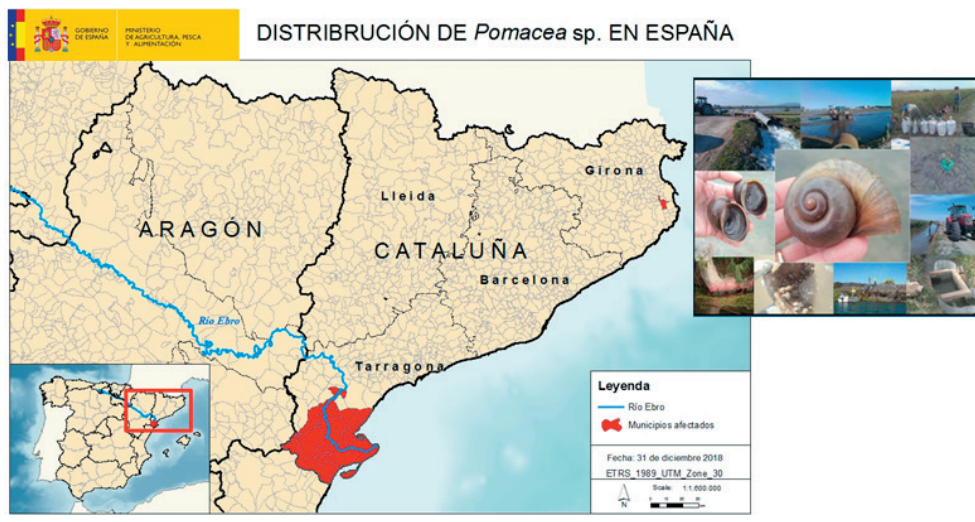 GOBIERNO
DE ESPAÑA
MINISTERIO
DE AGRICULTURA, PESCA
Y ALIMENTACIÓN
DISTRIBRUCIÓN DE Pomacea sp. EN ESPAÑA
Girona
Lleida
ARAGÓN
CATALUÑA
Barcelona
Río Ebro
Tarragona
Leyenda
Río Ebro
Municipios afectados
Fecha: 31 de diciembre 2018
ETRS_1989_UTM_Zone_30
Scale: 1:1.600.000
N